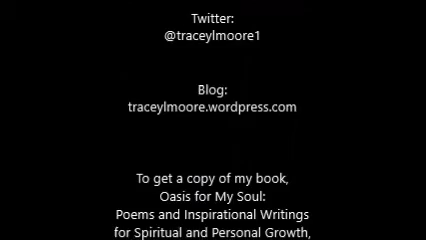 Twitter:
@traceylmoore1
Blog:
traceylmoore.wordpress.com
To get a copy of my book,
Oasis for My Soul:
Poems and Inspirational Writings
for Spiritual and Personal Growth,